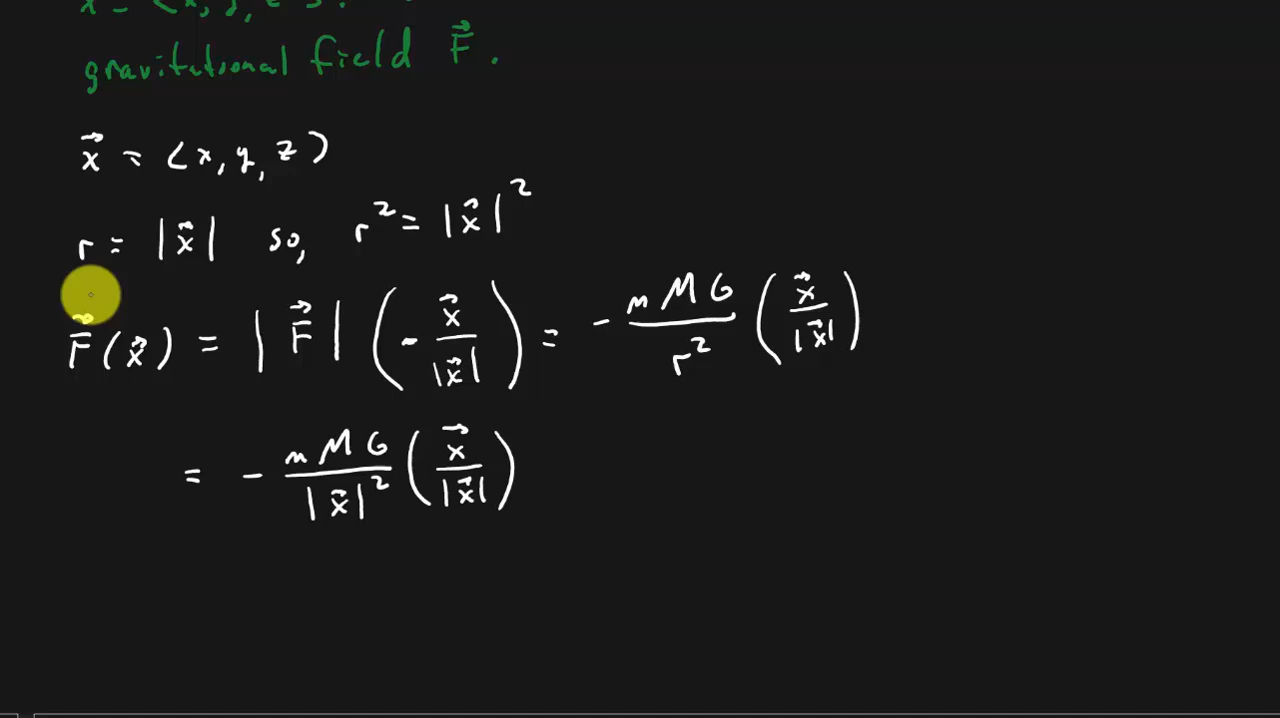 gravitational field F⃗.
x⃗ = ⟨x, y, z⟩
r = |x⃗| so, r² = |x⃗|²
F⃗(x⃗) = |F⃗| (- x⃗/|x⃗|) = - mMG/r² (x⃗/|x⃗|)
= - mMG/|x⃗|² (x⃗/|x⃗|)